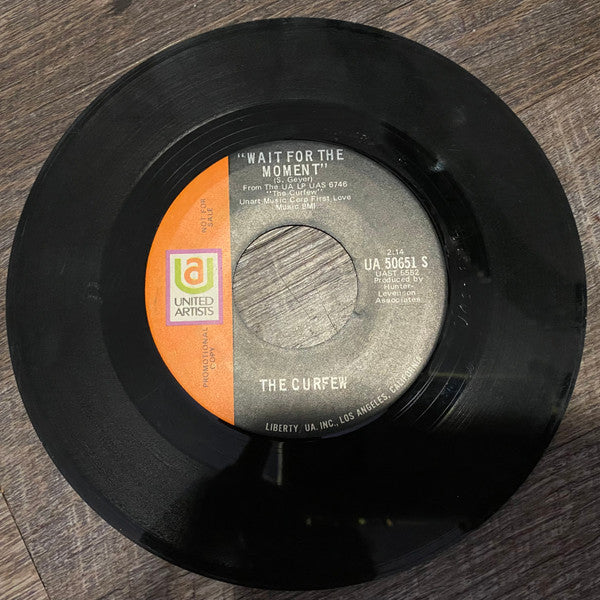 "WAIT FOR THE
MOMENT"
(S. Geyer)
From The UA LP UAS 6746
"The Curfew"
Unart Music Corp First Love
Music BMI
NOT FOR
SALE
2:14
UA 50651 S
UAST 6552
Produced by
Hunter-
Levenson
Associates
UA
UNITED
ARTISTS
PROMOTIONAL
COPY
THE CURFEW
LIBERTY/UA, INC., LOS ANGELES, CALIFORNIA